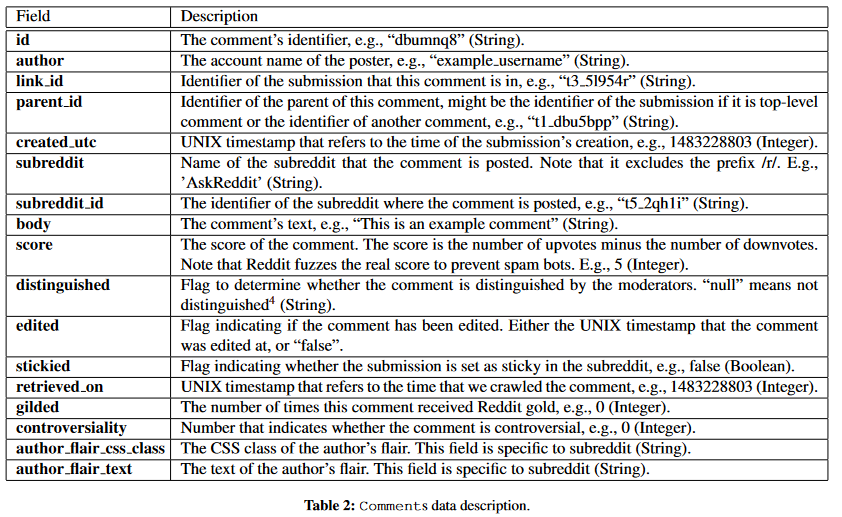 Field Description
id The comment's identifier, e.g., “dbumnq8” (String).
author The account name of the poster, e.g., “example_username” (String).
link_id Identifier of the submission that this comment is in, e.g., “t3_5l954r” (String).
parent_id Identifier of the parent of this comment, might be the identifier of the submission if it is top-level
comment or the identifier of another comment, e.g., “t1_dbu5bpp” (String).
created_utc UNIX timestamp that refers to the time of the submission's creation, e.g., 1483228803 (Integer).
subreddit Name of the subreddit that the comment is posted. Note that it excludes the prefix /r/. E.g.,
'AskReddit' (String).
subreddit_id The identifier of the subreddit where the comment is posted, e.g., “t5_2qh1i” (String).
body The comment's text, e.g., “This is an example comment” (String).
score The score of the comment. The score is the number of upvotes minus the number of downvotes.
Note that Reddit fuzzes the real score to prevent spam bots. E.g., 5 (Integer).
distinguished Flag to determine whether the comment is distinguished by the moderators. “null” means not
distinguished⁴ (String).
edited Flag indicating if the comment has been edited. Either the UNIX timestamp that the comment
was edited at, or “false”.
stickied Flag indicating whether the submission is set as sticky in the subreddit, e.g., false (Boolean).
retrieved_on UNIX timestamp that refers to the time that we crawled the comment, e.g., 1483228803 (Integer).
gilded The number of times this comment received Reddit gold, e.g., 0 (Integer).
controversiality Number that indicates whether the comment is controversial, e.g., 0 (Integer).
author_flair_css_class The CSS class of the author's flair. This field is specific to subreddit (String).
author_flair_text The text of the author's flair. This field is specific to subreddit (String).
Table 2: Comments data description.